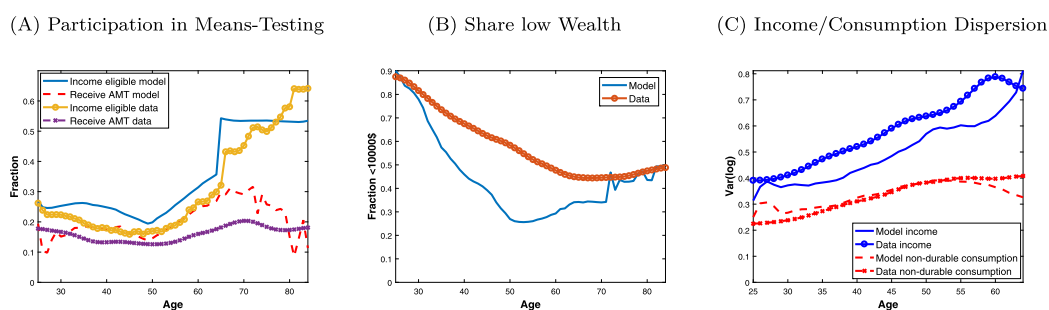 (A) Participation in Means-Testing
(B) Share low Wealth
(C) Income/Consumption Dispersion
Income eligible model
Receive AMT model
Income eligible data
Receive AMT data
0.6
0.5
0.4
0.3
0.2
0.1
0
Fraction
30 40 50 60 70 80
Age
Model
Data
0.9
0.8
0.7
0.6
0.5
0.4
0.3
0.2
0.1
0
Fraction <10000$
30 40 50 60 70 80
Age
0.8
0.7
0.6
0.5
0.4
0.3
0.2
0.1
0
Var(log)
Model income
Data income
Model non-durable consumption
Data non-durable consumption
25 30 35 40 45 50 55 60
Age